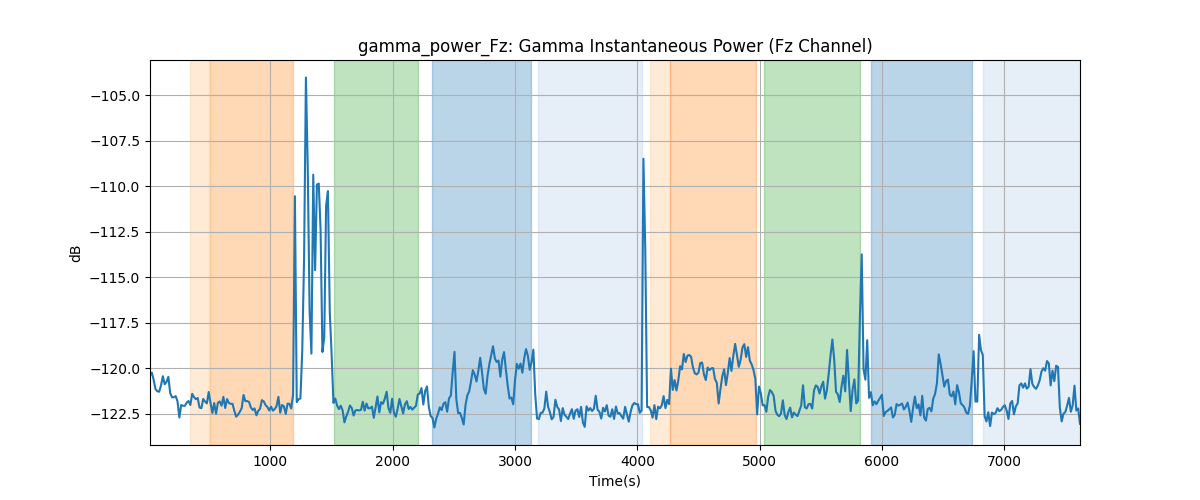 gamma_power_Fz: Gamma Instantaneous Power (Fz Channel)
−105.0
−107.5
−110.0
−112.5
−115.0
−117.5
−120.0
−122.5
dB
1000 2000 3000 4000 5000 6000 7000
Time(s)